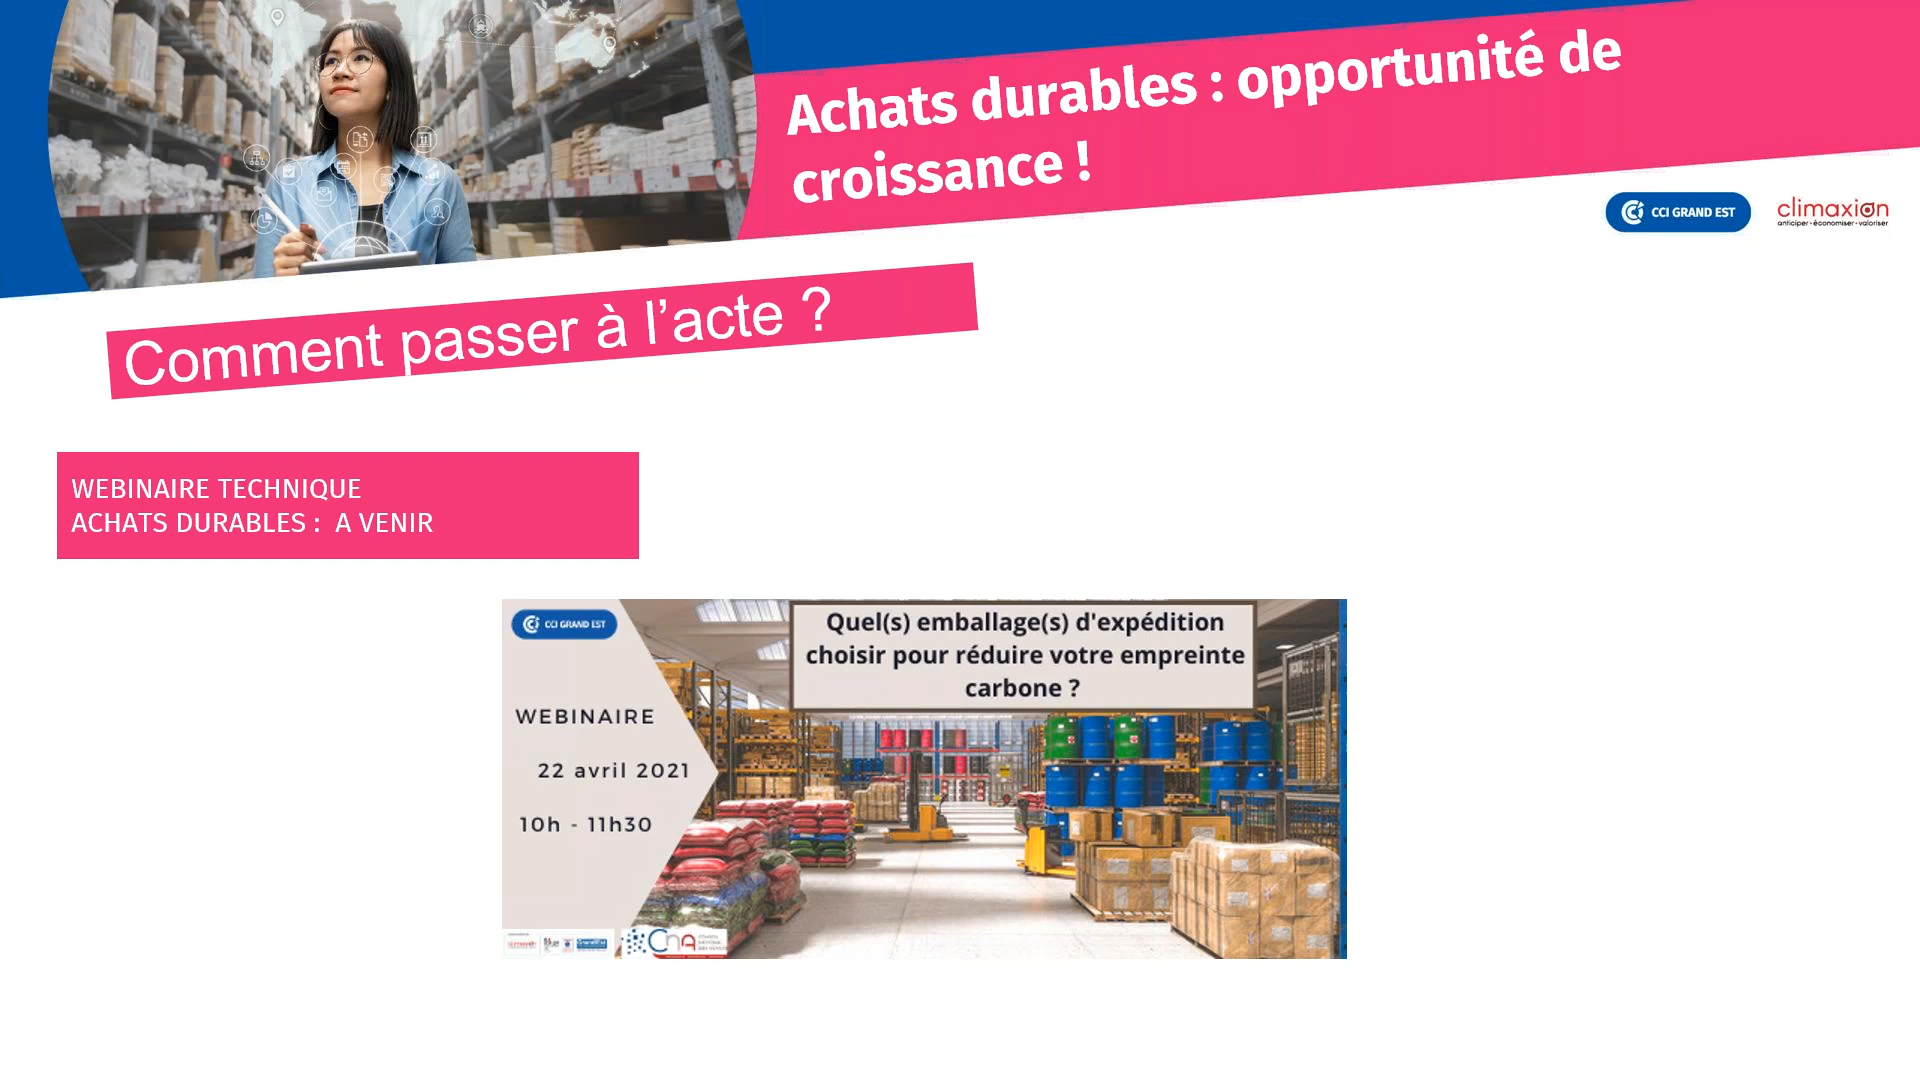 Achats durables : opportunité de
croissance !
CCI GRAND EST
climaxion
anticiper • économiser • valoriser
Comment passer à l’acte ?
WEBINAIRE TECHNIQUE
ACHATS DURABLES :  A VENIR
CCI GRAND EST
Quel(s) emballage(s) d'expédition
choisir pour réduire votre empreinte
carbone ?
WEBINAIRE
22 avril 2021
10h - 11h30
climaxion
CNA